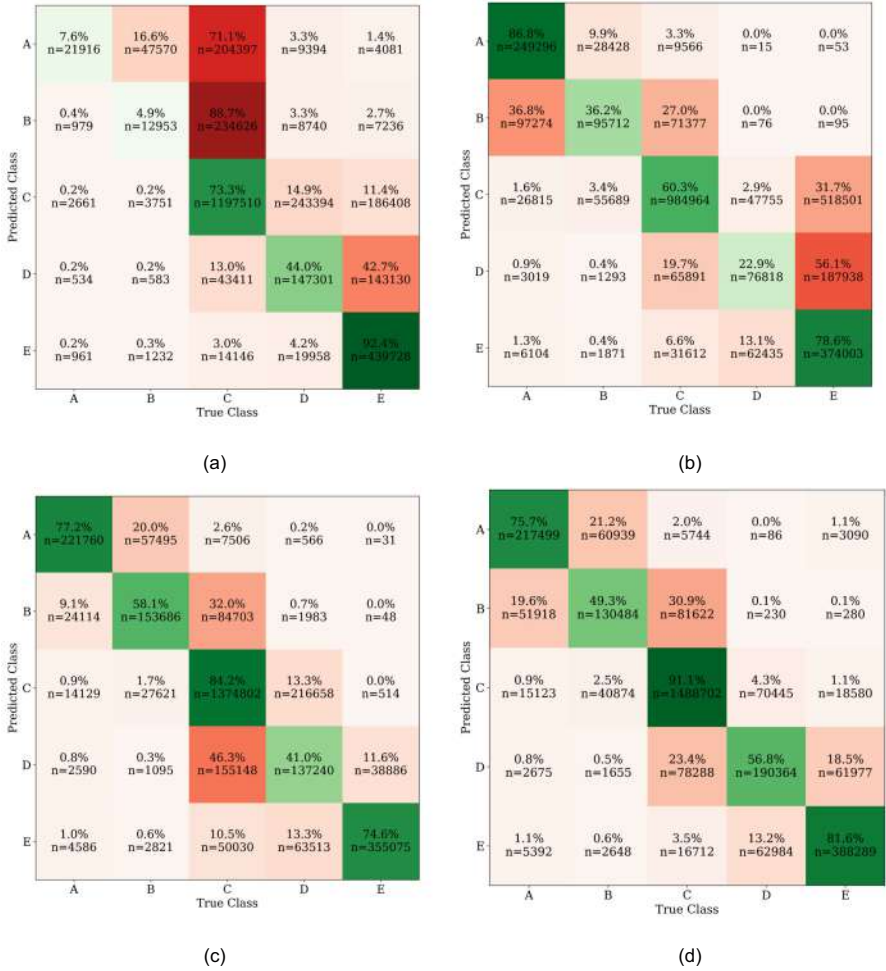 A
7.6% 16.6% 71.1% 3.3% 1.4%
n=21916 n=47570 n=204397 n=9394 n=4081
B
0.4% 4.9% 88.7% 3.3% 2.7%
n=979 n=12953 n=234626 n=8740 n=7236
C
0.2% 0.2% 73.3% 14.9% 11.4%
n=2661 n=3751 n=1197510 n=243394 n=186408
D
0.2% 0.2% 13.0% 44.0% 42.7%
n=534 n=583 n=43411 n=147301 n=143130
E
0.2% 0.3% 3.0% 4.2% 92.4%
n=961 n=1232 n=14146 n=19958 n=439728
A B C D E
True Class
Predicted Class
(a)
A
86.8% 9.9% 3.3% 0.0% 0.0%
n=249296 n=28428 n=9566 n=15 n=53
B
36.8% 36.2% 27.0% 0.0% 0.0%
n=97274 n=95712 n=71377 n=76 n=95
C
1.6% 3.4% 60.3% 2.9% 31.7%
n=26815 n=55689 n=984964 n=47755 n=518501
D
0.9% 0.4% 19.7% 22.9% 56.1%
n=3019 n=1293 n=65891 n=76818 n=187938
E
1.3% 0.4% 6.6% 13.1% 78.6%
n=6104 n=1871 n=31612 n=62435 n=374003
A B C D E
True Class
Predicted Class
(b)
A
77.2% 20.0% 2.6% 0.2% 0.0%
n=221760 n=57495 n=7506 n=566 n=31
B
9.1% 58.1% 32.0% 0.7% 0.0%
n=24114 n=153686 n=84703 n=1983 n=48
C
0.9% 1.7% 84.2% 13.3% 0.0%
n=14129 n=27621 n=1374802 n=216658 n=514
D
0.8% 0.3% 46.3% 41.0% 11.6%
n=2590 n=1095 n=155148 n=137240 n=38886
E
1.0% 0.6% 10.5% 13.3% 74.6%
n=4586 n=2821 n=50030 n=63513 n=355075
A B C D E
True Class
Predicted Class
(c)
A
75.7% 21.2% 2.0% 0.0% 1.1%
n=217499 n=60939 n=5744 n=86 n=3090
B
19.6% 49.3% 30.9% 0.1% 0.1%
n=51918 n=130484 n=81622 n=230 n=280
C
0.9% 2.5% 91.1% 4.3% 1.1%
n=15123 n=40874 n=1488702 n=70445 n=18580
D
0.8% 0.5% 23.4% 56.8% 18.5%
n=2675 n=1655 n=78288 n=190364 n=61977
E
1.1% 0.6% 3.5% 13.2% 81.6%
n=5392 n=2648 n=16712 n=62984 n=388289
A B C D E
True Class
Predicted Class
(d)